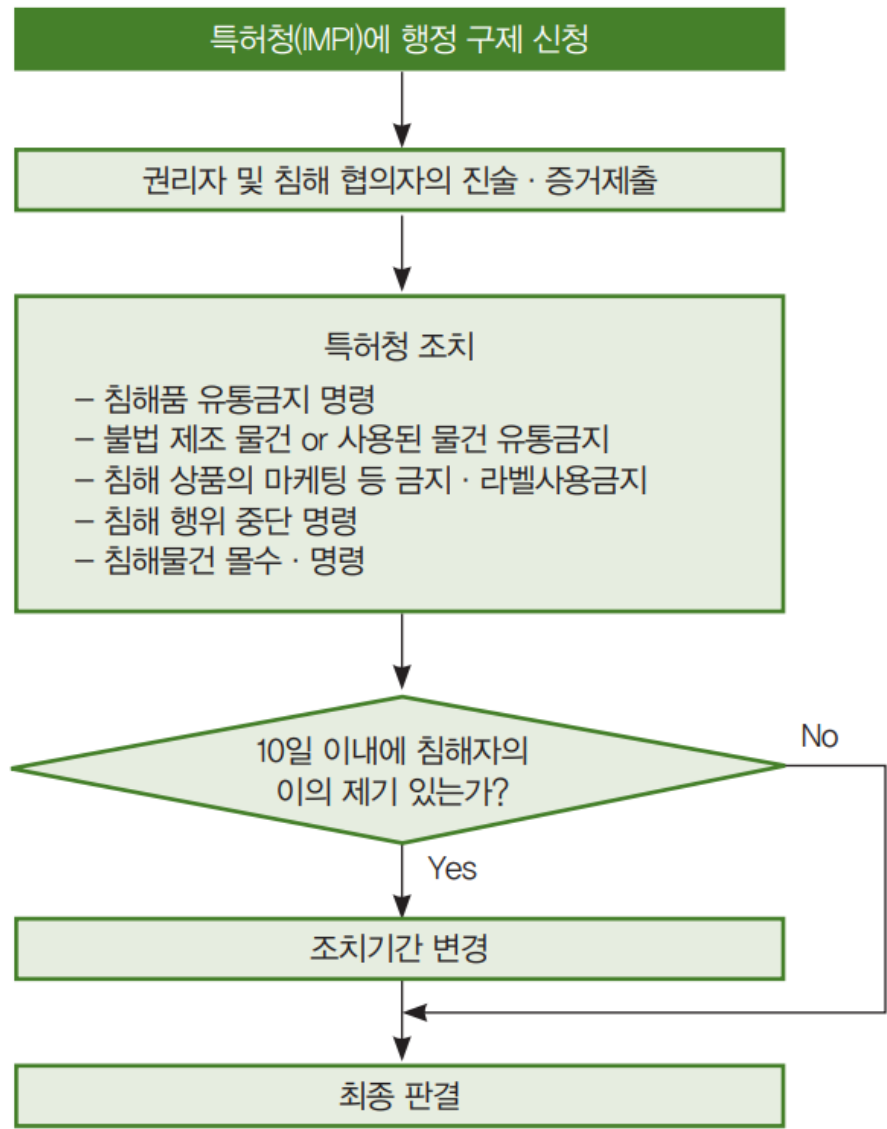 특허청(IMPI)에 행정 구제 신청
권리자 및 침해 협의자의 진술 · 증거제출
특허청 조치
– 침해품 유통금지 명령
– 불법 제조 물건 or 사용된 물건 유통금지
– 침해 상품의 마케팅 등 금지 · 라벨사용금지
– 침해 행위 중단 명령
– 침해물건 몰수 · 명령
10일 이내에 침해자의
이의 제기 있는가?
No
Yes
조치기간 변경
최종 판결